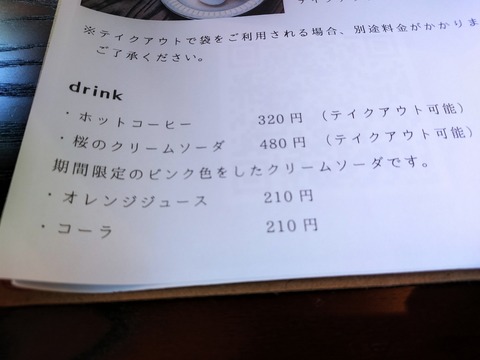 ※テイクアウトで袋をご利用される場合、別途料金がかかりま
ご了承ください。
drink
・ホットコーヒー 320円 (テイクアウト可能)
・桜のクリームソーダ 480円 (テイクアウト可能)
期間限定のピンク色をしたクリームソーダです。
・オレンジジュース 210円
・コーラ 210円